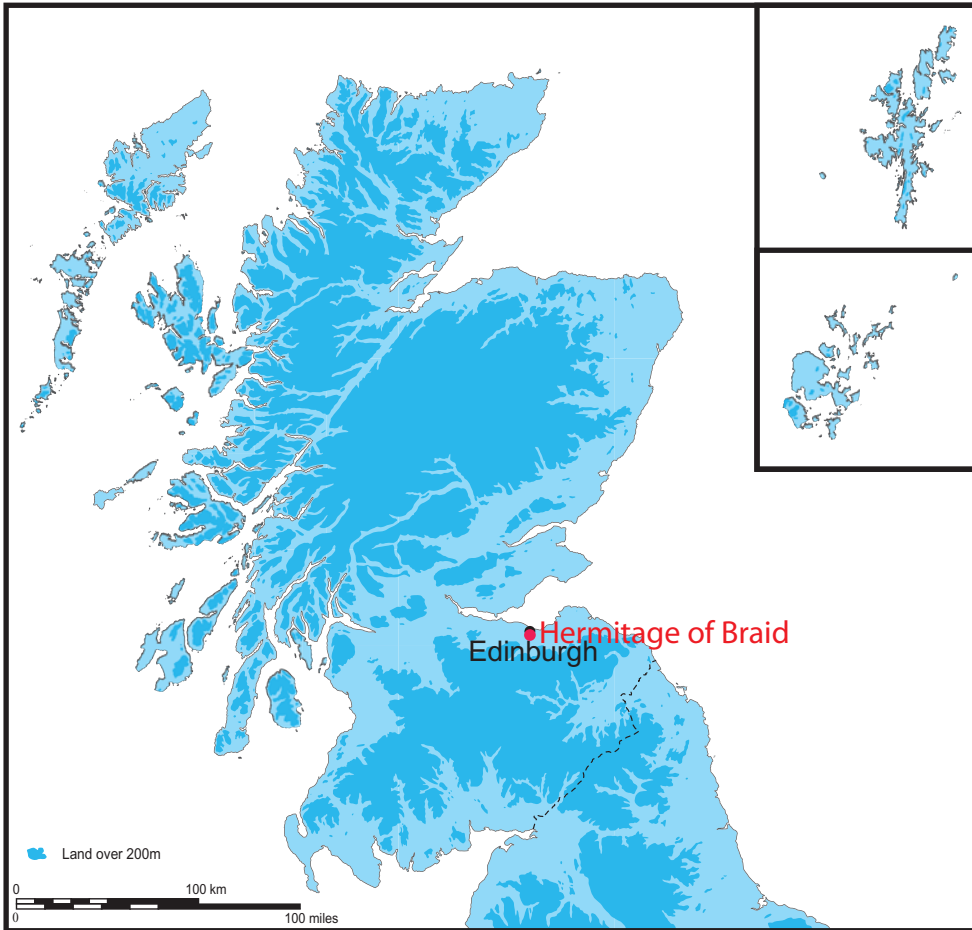 Hermitage of Braid
Edinburgh
Land over 200m
0 100 km
0 100 miles